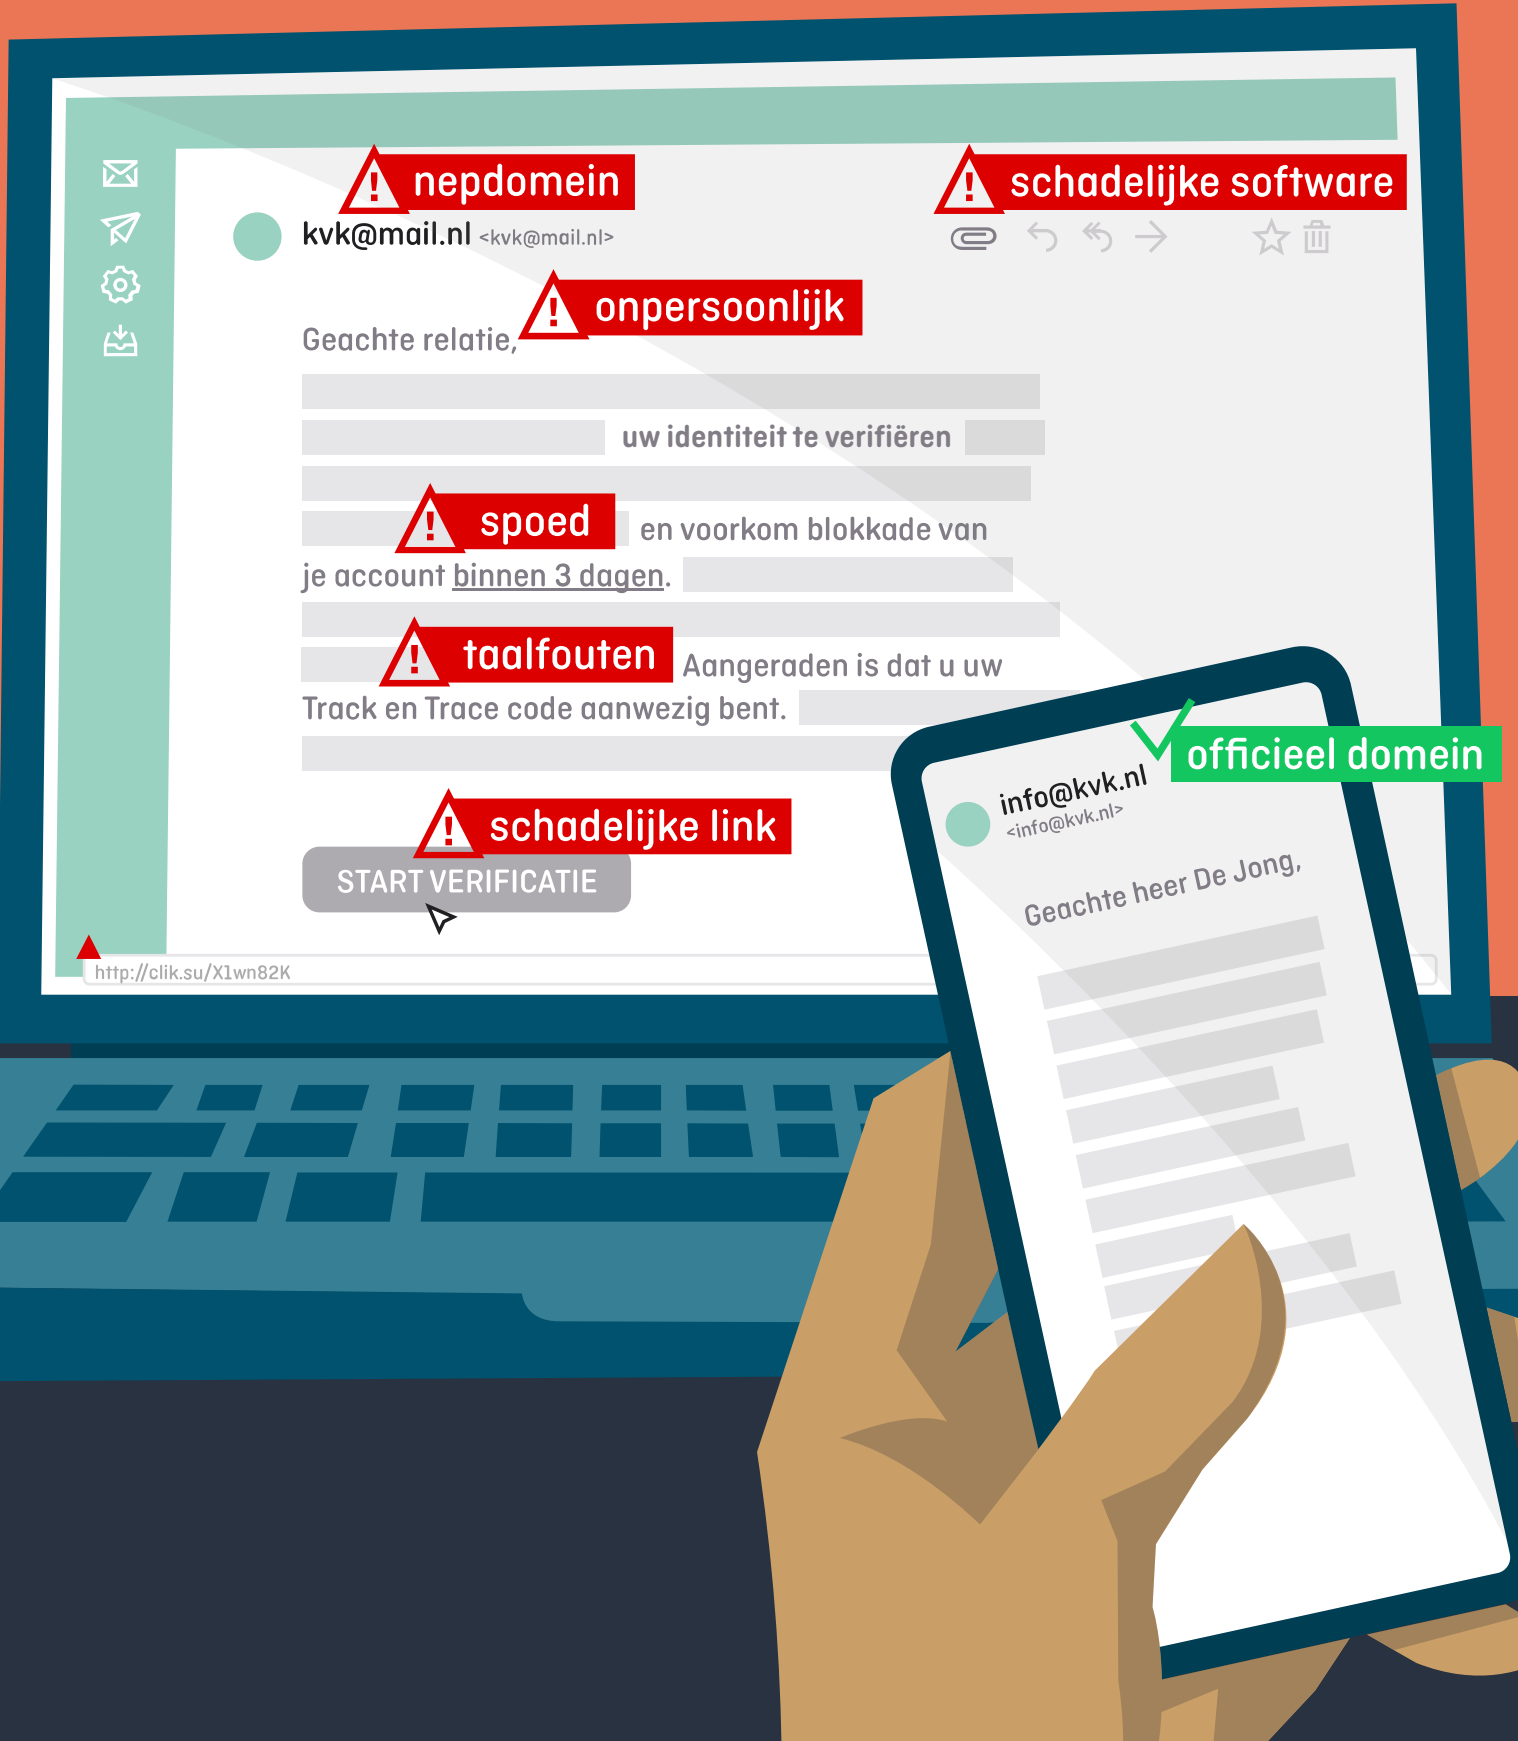 nepdomein
schadelijke software
kvk@mail.nl <kvk@mail.nl>
onpersoonlijk
Geachte relatie,
uw identiteit te verifiëren
spoed
en voorkom blokkade van
je account binnen 3 dagen.
taalfouten
Aangeraden is dat u uw
Track en Trace code aanwezig bent.
schadelijke link
START VERIFICATIE
http://clik.su/X1wn82K
officieel domein
info@kvk.nl
<info@kvk.nl>
Geachte heer De Jong,